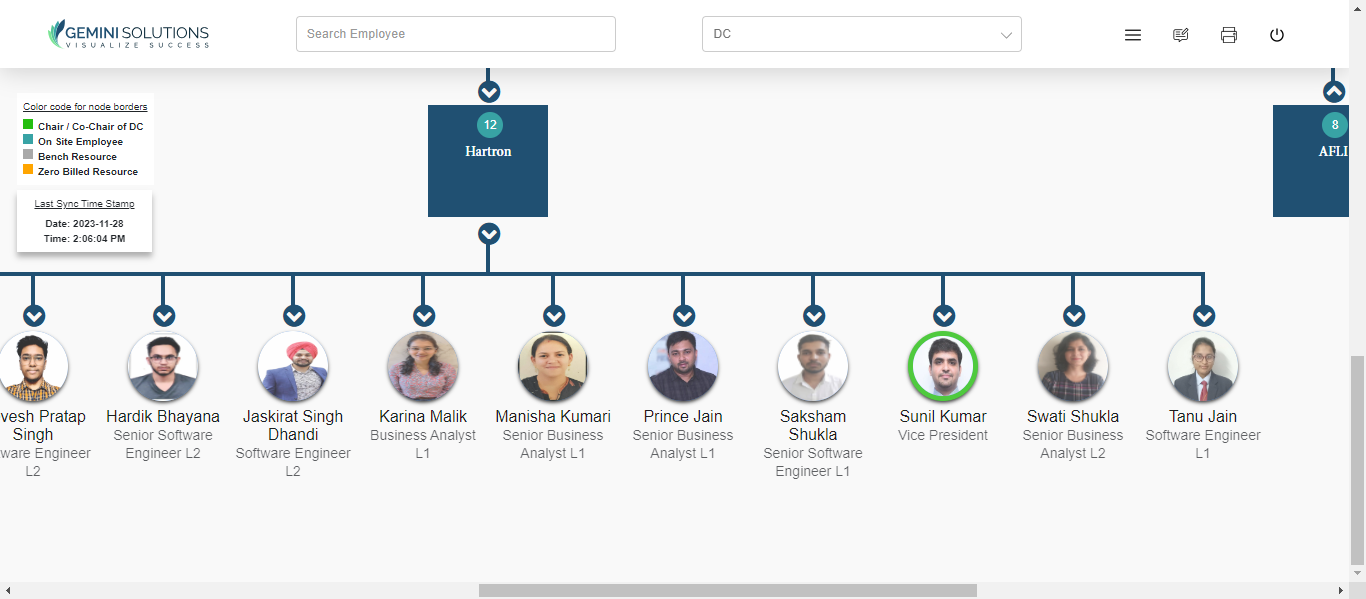 GEMINI SOLUTIONS
VISUALIZE SUCCESS
Search Employee
DC
Color code for node borders
Chair / Co-Chair of DC
On Site Employee
Bench Resource
Zero Billed Resource
Last Sync Time Stamp
Date: 2023-11-28
Time: 2:06:04 PM
12
Hartron
8
AFLI
vesh Pratap
Singh
ware Engineer
L2
Hardik Bhayana
Senior Software
Engineer L2
Jaskirat Singh
Dhandi
Software Engineer
L2
Karina Malik
Business Analyst
L1
Manisha Kumari
Senior Business
Analyst L1
Prince Jain
Senior Business
Analyst L1
Saksham
Shukla
Senior Software
Engineer L1
Sunil Kumar
Vice President
Swati Shukla
Senior Business
Analyst L2
Tanu Jain
Software Engineer
L1